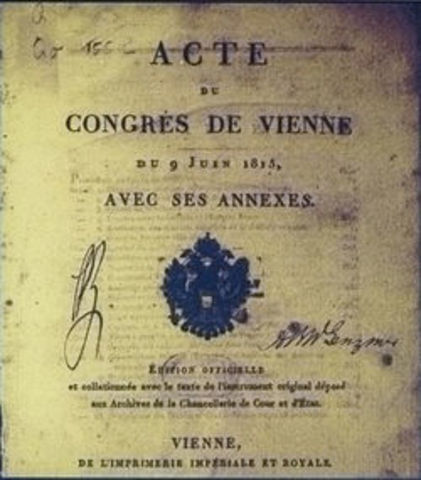 ACTE
DU
CONGRÈS DE VIENNE
DU 9 JUIN 1815,
AVEC SES ANNEXES.
ÉDITION OFFICIELLE
et collationnée avec le texte de l'instrument original déposé
aux Archives de la Chancellerie de Cour et d'État.
VIENNE,
DE L'IMPRIMERIE IMPÉRIALE ET ROYALE.